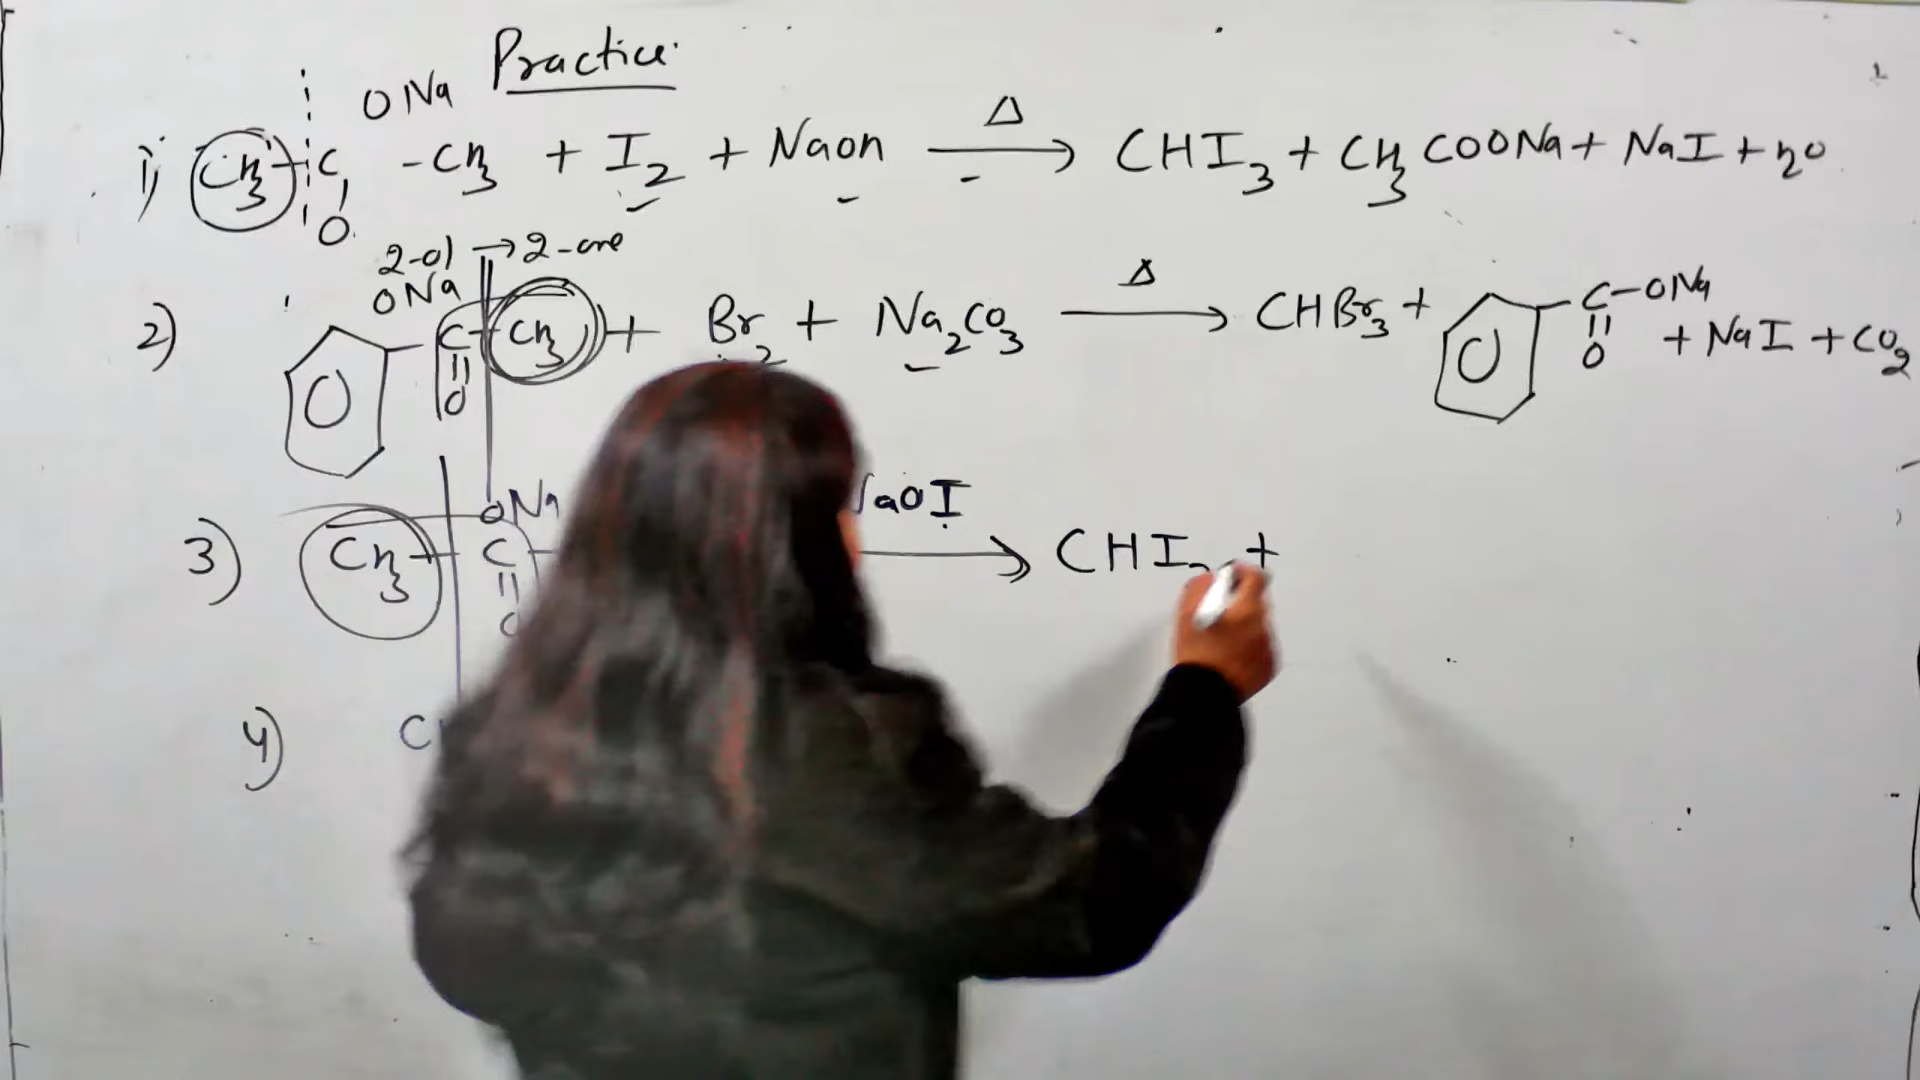 Practice
ONa
1) CH3 - C - CH3 + I2 + NaOH Δ → CHI3 + CH3COONa + NaI + H2O
O
2-ol → 2-one
ONa
2) C - CH3 + Br2 + Na2CO3 Δ → CHBr3 + C-ONa + NaI + CO2
O
O
ONa NaOI
3) CH3 - C → CHI3 +
4)